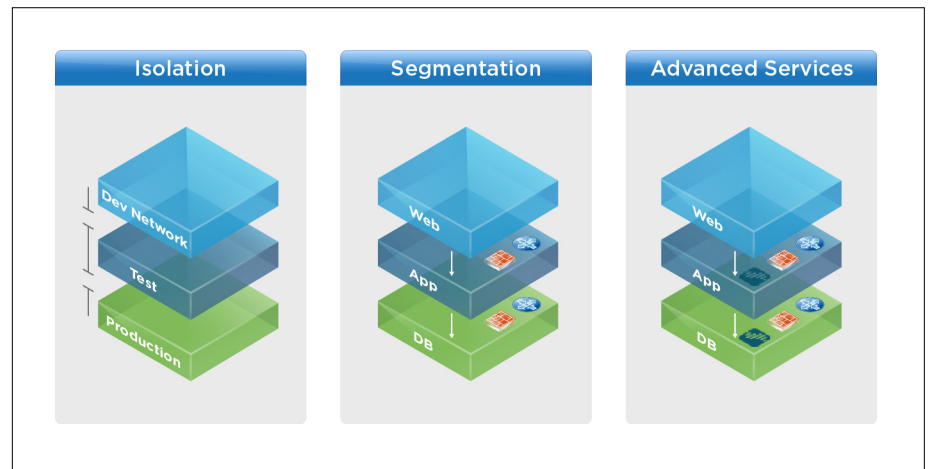 Isolation
Dev Network
Test
Production
Segmentation
Web
App
DB
Advanced Services
Web
App
DB